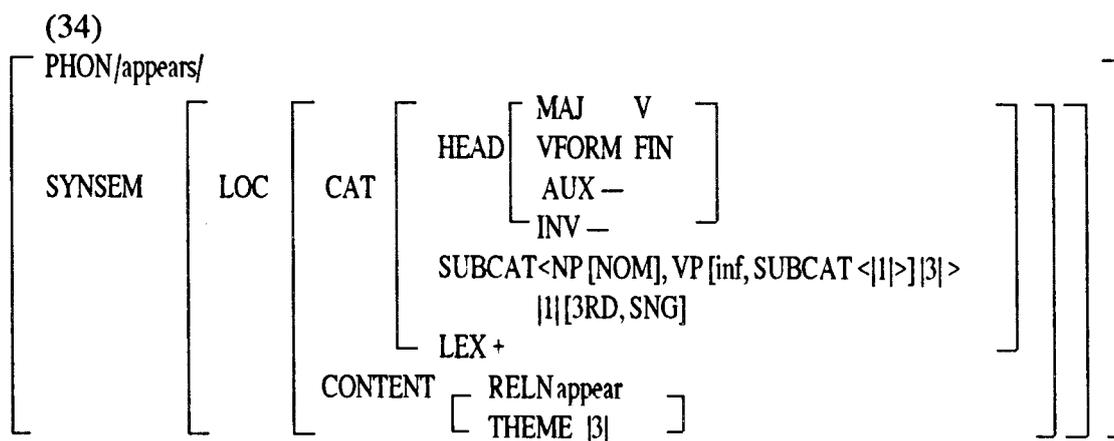 (34)
PHON/appears/
MAJ V
HEAD VFORM FIN
SYNSEM LOC CAT AUX —
INV —
SUBCAT<NP [NOM], VP [inf, SUBCAT <|1|>] |3| >
|1| [3RD, SNG]
LEX +
CONTENT RELN appear
THEME |3|